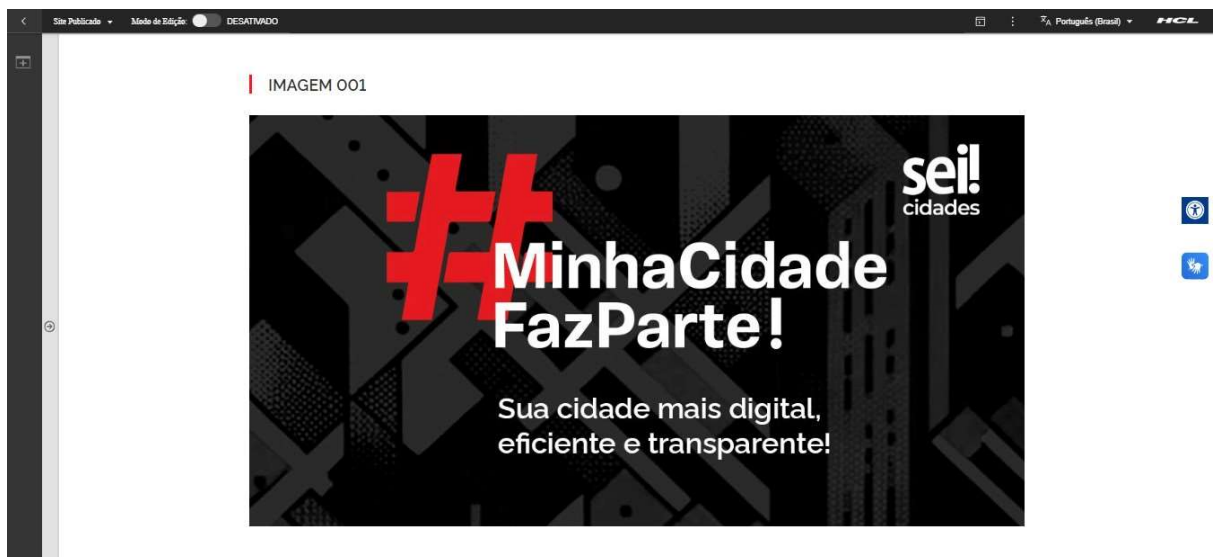 Site Publicado
Modo de Edição:
DESATIVADO
Português (Brasil)
HCL
IMAGEM 001
sei!
cidades
#MinhaCidade
FazParte!
Sua cidade mais digital,
eficiente e transparente!